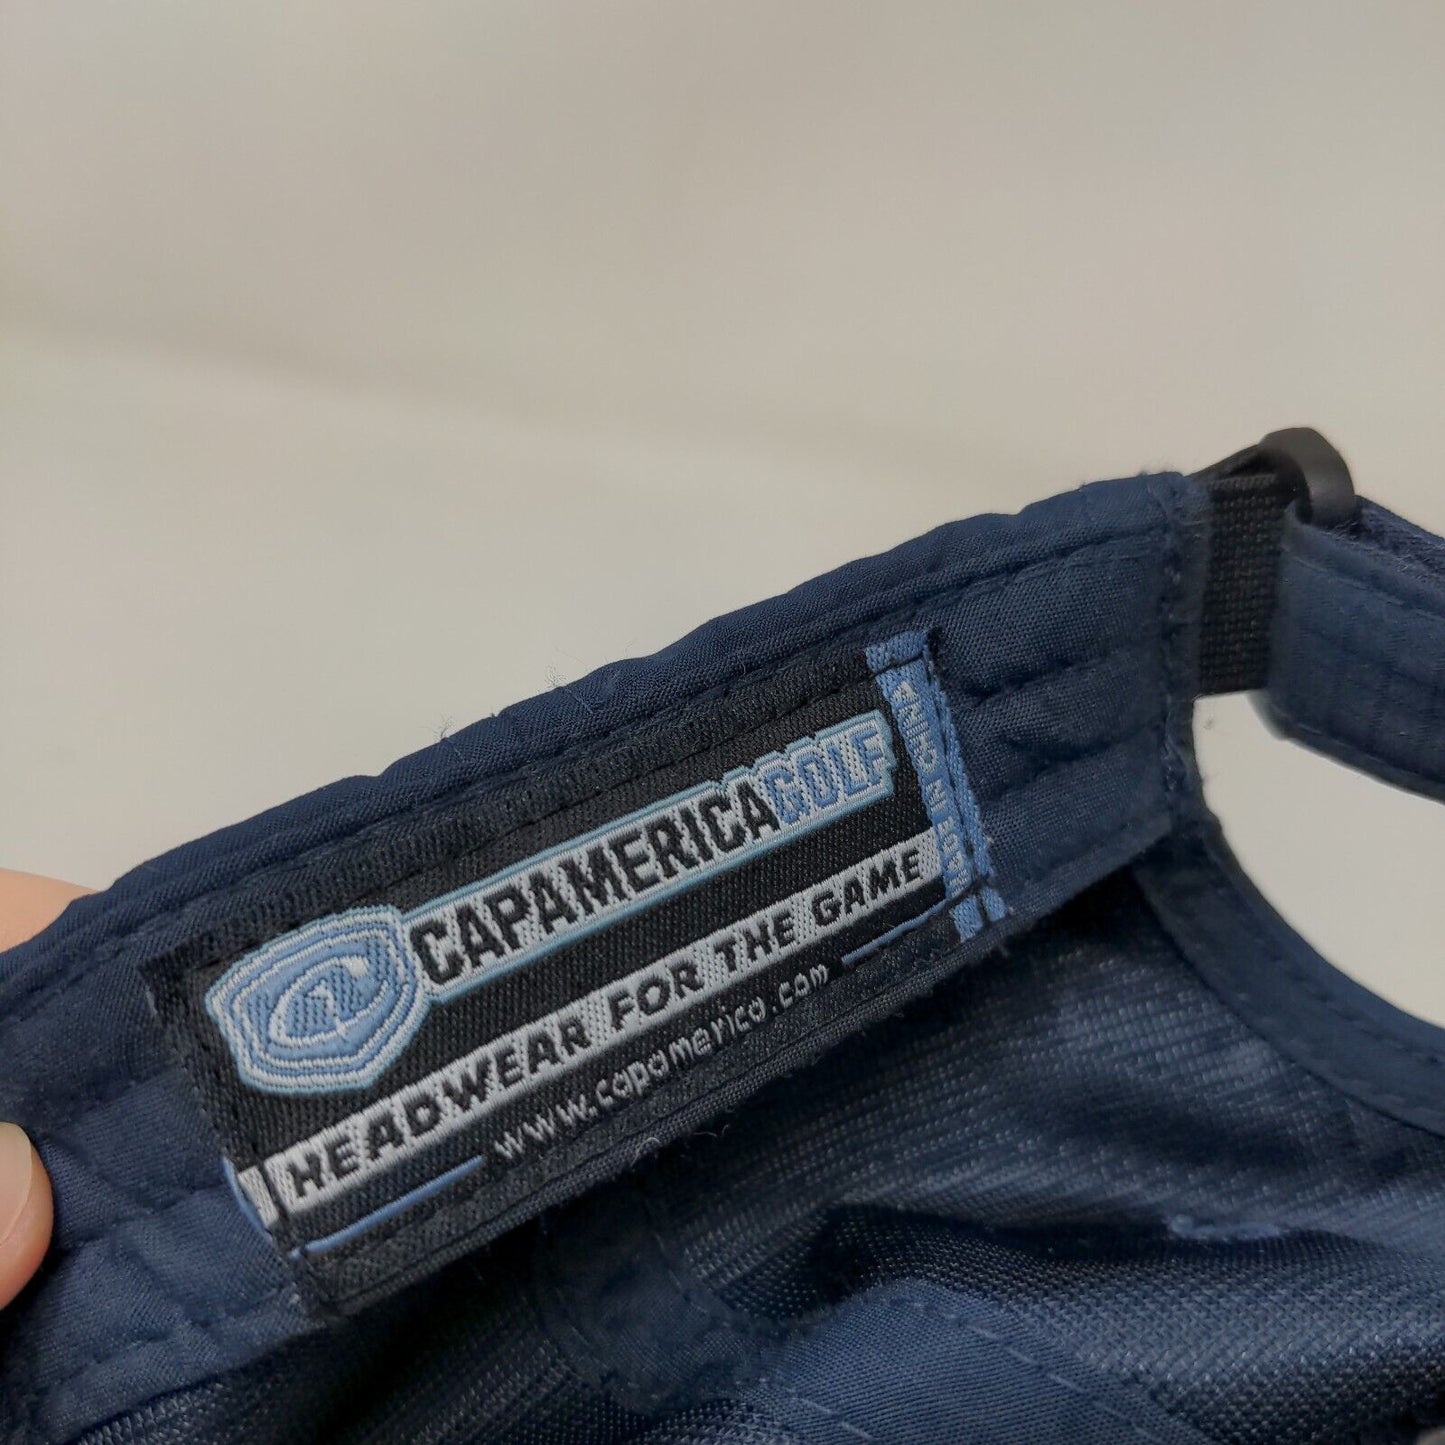 CAPAMERICAGOLF
HEADWEAR FOR THE GAME
www.capamerica.com
MADE IN CHINA